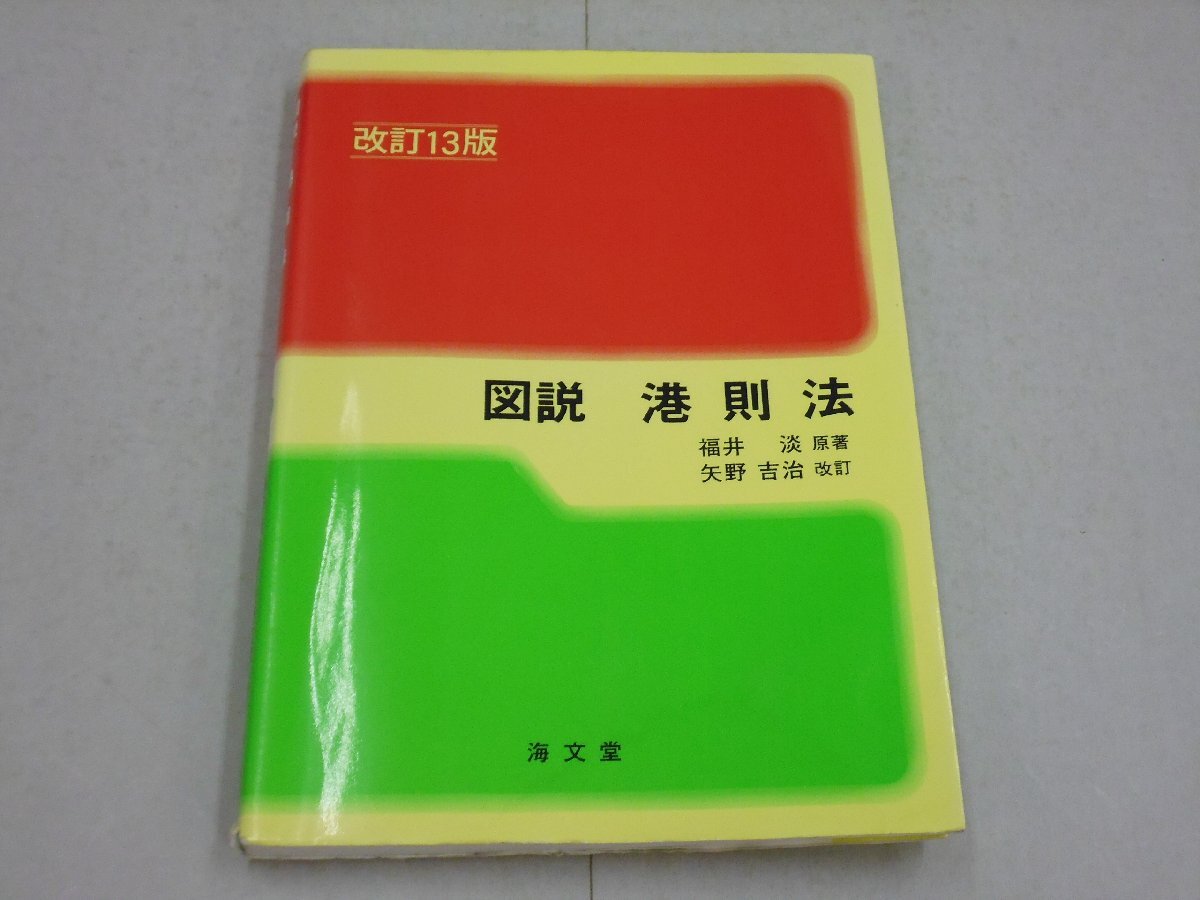 改訂13版
図説 港則法
福井 淡 原著
矢野 吉治 改訂
海文堂